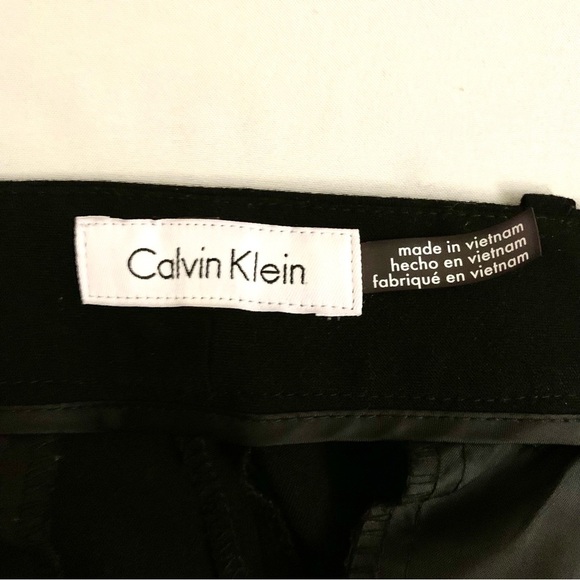 Calvin Klein
made in vietnam
hecho en vietnam
fabriqué en vietnam